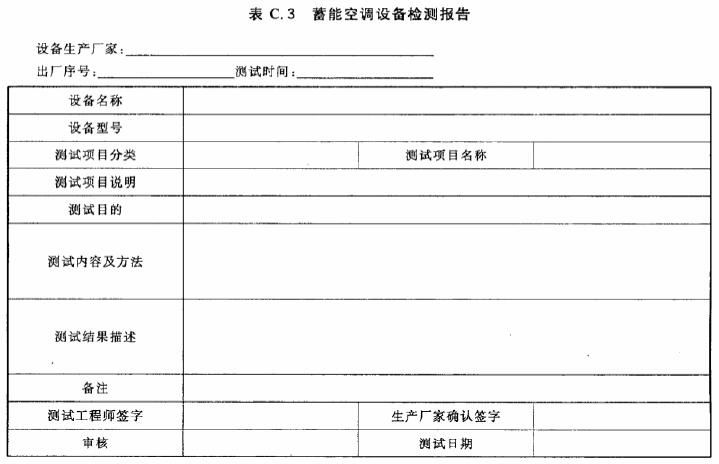 表 C.3 蓄能空调设备检测报告
设备生产厂家:
出厂序号: 测试时间:
设备名称
设备型号
测试项目分类 测试项目名称
测试项目说明
测试目的
测试内容及方法
测试结果描述
备注
测试工程师签字 生产厂家确认签字
审核 测试日期